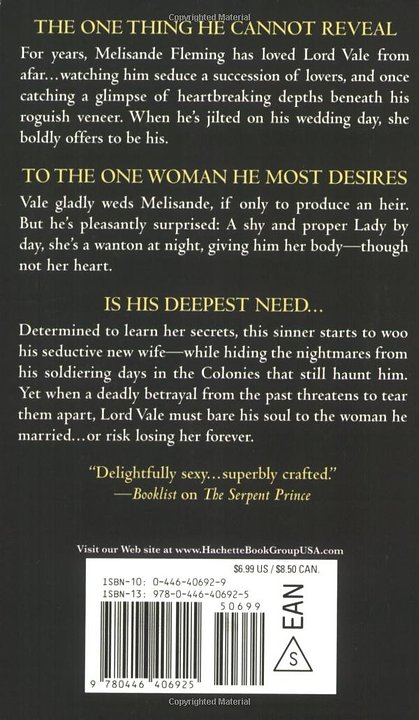 Copyrighted Material
THE ONE THING HE CANNOT REVEAL
For years, Melisande Fleming has loved Lord Vale from
afar...watching him seduce a succession of lovers, and once
catching a glimpse of heartbreaking depths beneath his
roguish veneer. When he's jilted on his wedding day, she
boldly offers to be his.
TO THE ONE WOMAN HE MOST DESIRES
Vale gladly weds Melisande, if only to produce an heir.
But he's pleasantly surprised: A shy and proper Lady by
day, she's a wanton at night, giving him her body—though
not her heart.
IS HIS DEEPEST NEED...
Determined to learn her secrets, this sinner starts to woo
his seductive new wife—while hiding the nightmares from
his soldiering days in the Colonies that still haunt him.
Yet when a deadly betrayal from the past threatens to tear
them apart, Lord Vale must bare his soul to the woman he
married...or risk losing her forever.
"Delightfully sexy...superbly crafted."
—Booklist on The Serpent Prince
Visit our Web site at www.HachetteBookGroupUSA.com
$6.99 US / $8.50 CAN.
ISBN-10: 0-446-40692-9
ISBN-13: 978-0-446-40692-5
50699
EAN
S
9 780446 406925
Copyrighted Material